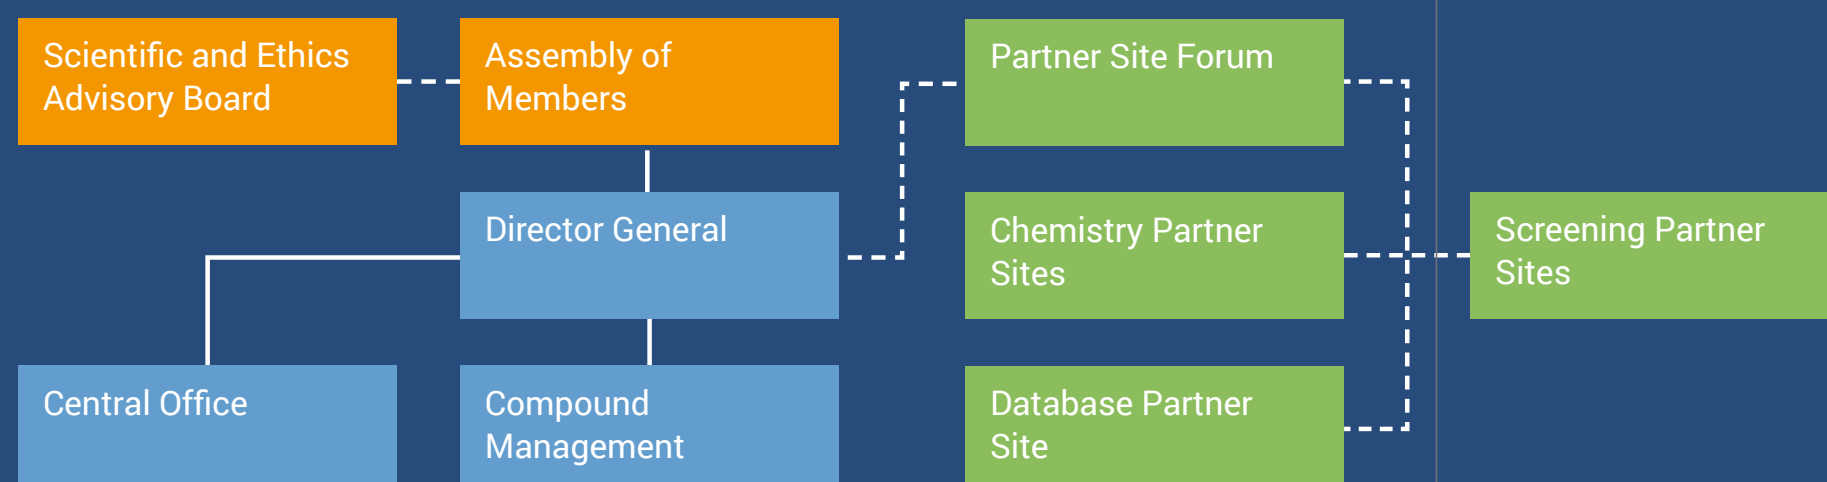 Scientific and Ethics
Advisory Board
Assembly of
Members
Partner Site Forum
Director General
Chemistry Partner
Sites
Screening Partner
Sites
Central Office
Compound
Management
Database Partner
Site